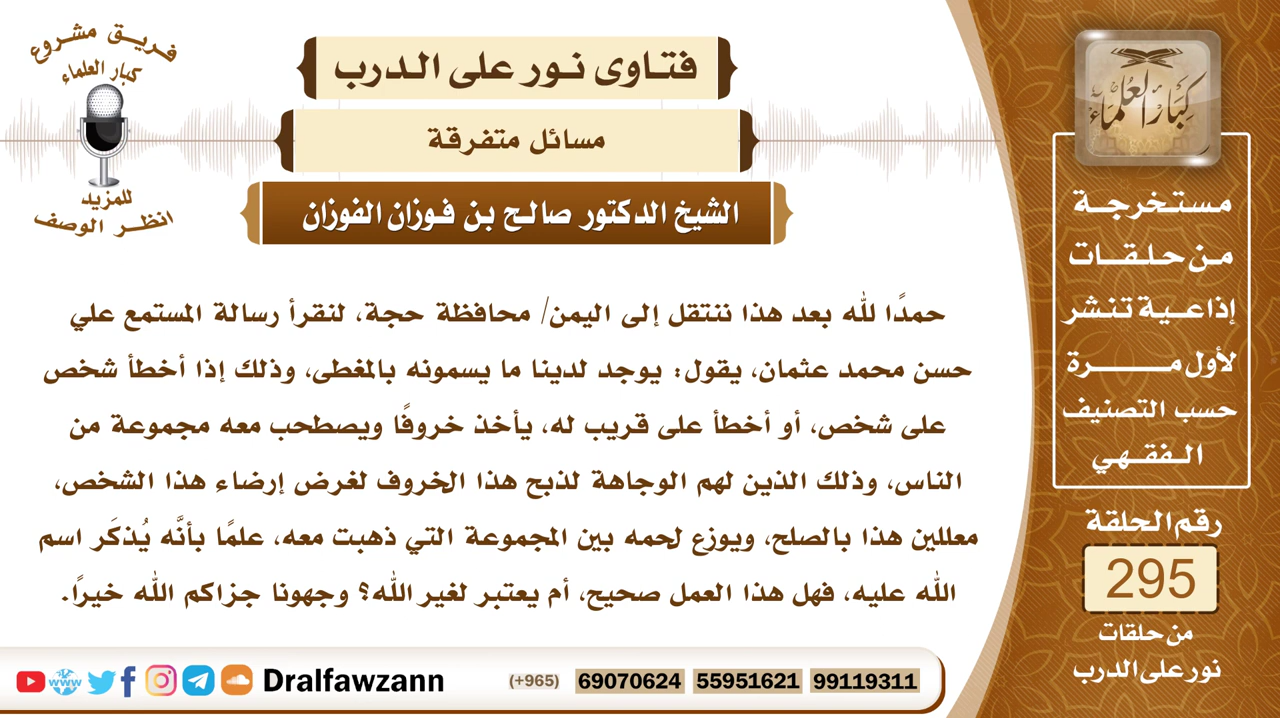 فريق مشروع
كبار العلماء
للمزيد
انظر الوصف
فتاوى نور على الدرب
مسائل متفرقة
الشيخ الدكتور صالح بن فوزان الفوزان
حمدًا لله بعد هذا ننتقل إلى اليمن/ محافظة حجة، لنقرأ رسالة المستمع علي
حسن محمد عثمان، يقول: يوجد لدينا ما يسمونه بالمغطى، وذلك إذا أخطأ شخص
على شخص، أو أخطأ على قريب له، يأخذ خروفًا ويصطحب معه مجموعة من
الناس، وذلك الذين لهم الوجاهة لذبح هذا الخروف لغرض إرضاء هذا الشخص،
معللين هذا بالصلح، ويوزع لحمه بين المجموعة التي ذهبت معه، علمًا بأنَّه يُذكَر اسم
الله عليه، فهل هذا العمل صحيح، أم يعتبر لغير الله؟ وجهونا جزاكم الله خيرًا.
كبار العلماء
مستخرجة
من حلقات
إذاعية تنشر
لأول مرة
حسب التصنيف
الفقهي
رقم الحلقة
295
من حلقات
نور على الدرب
www
Dralfawzann
(+965) 69070624 55951621 99119311